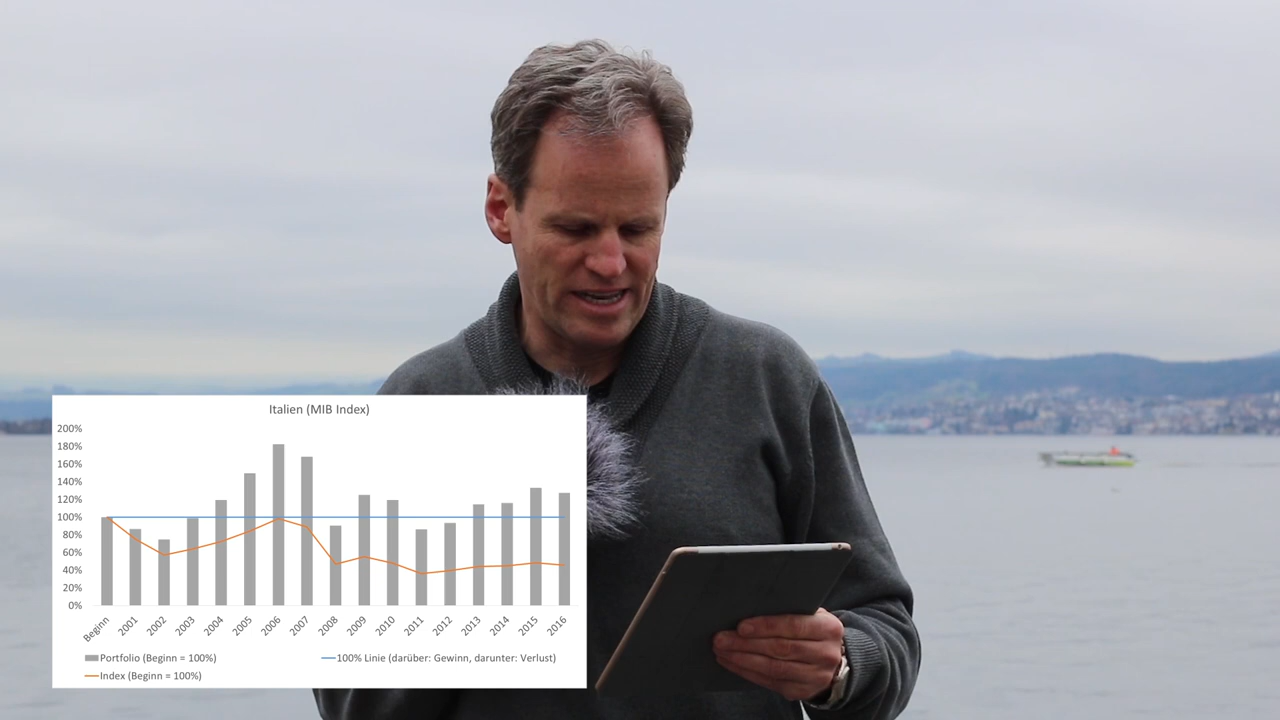 Italien (MIB Index)
200%
180%
160%
140%
120%
100%
80%
60%
40%
20%
0%
Beginn 2001 2002 2003 2004 2005 2006 2007 2008 2009 2010 2011 2012 2013 2014 2015 2016
Portfolio (Beginn = 100%) 100% Linie (darüber: Gewinn, darunter: Verlust)
Index (Beginn = 100%)